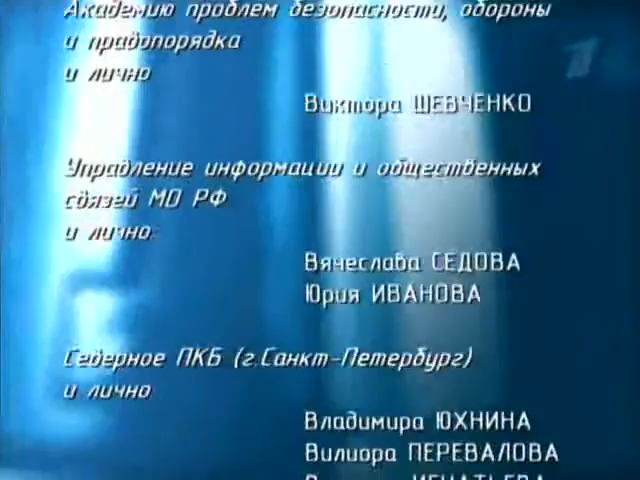 Академию проблем безопасности, обороны
и правопорядка
и лично
Виктора ШЕВЧЕНКО
Управление информации и общественных
связей МО РФ
и лично
Вячеслава СЕДОВА
Юрия ИВАНОВА
Северное ПКБ (г.Санкт-Петербург)
и лично
Владимира ЮХНИНА
Вилиора ПЕРЕВАЛОВА